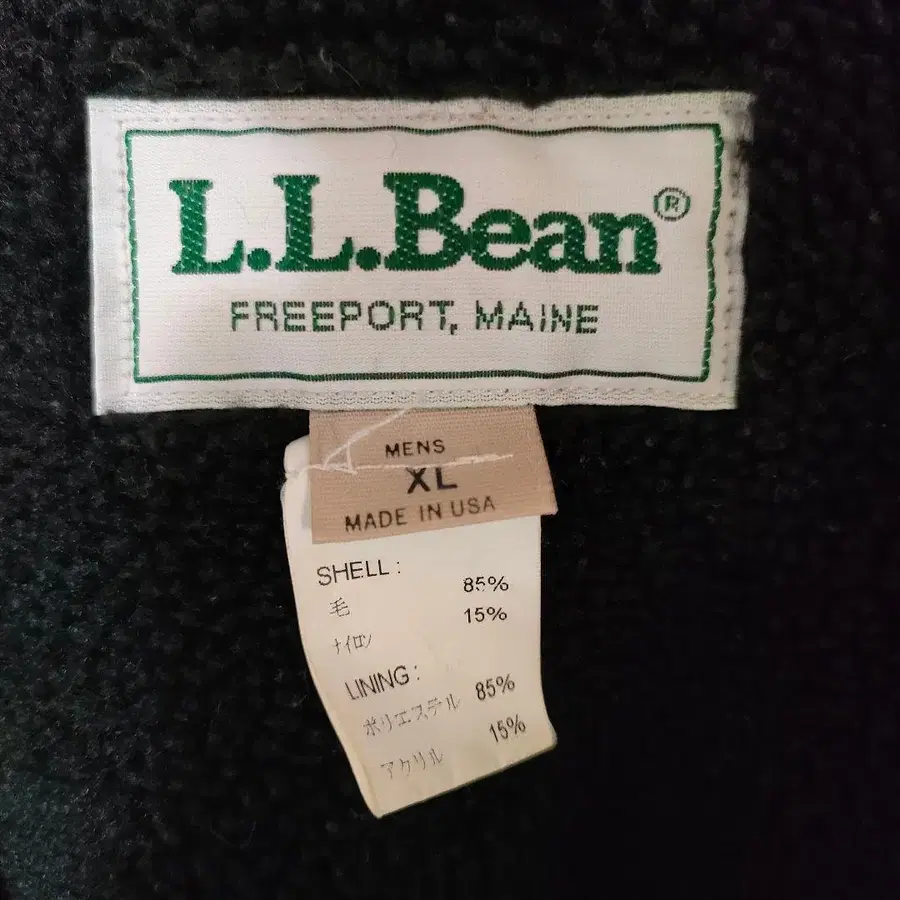 L.L.Bean®
FREEPORT, MAINE
MENS
XL
MADE IN USA
SHELL :
毛 85%
ナイロン 15%
LINING :
ポリエステル 85%
アクリル 15%